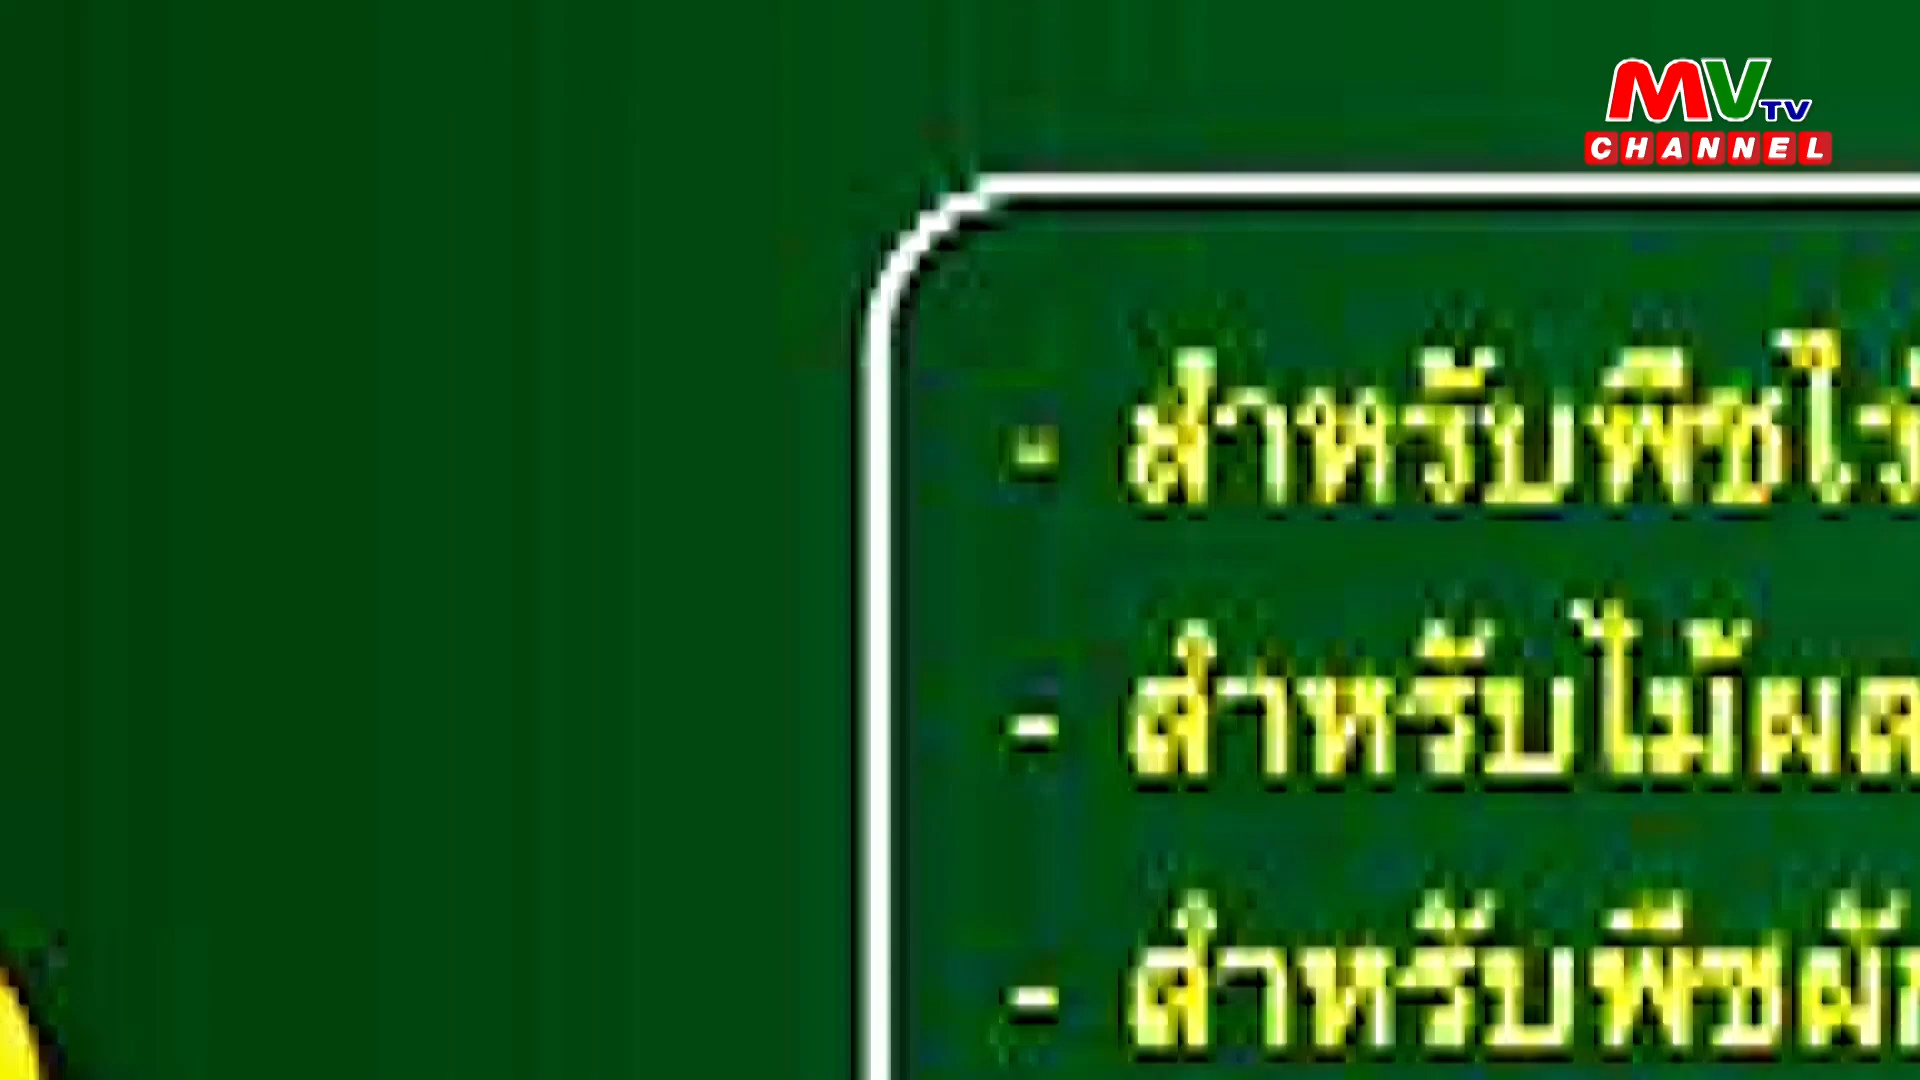 MV TV
CHANNEL
- สำหรับพืชไร่
- สำหรับไม้ผล
- สำหรับพืชผัก